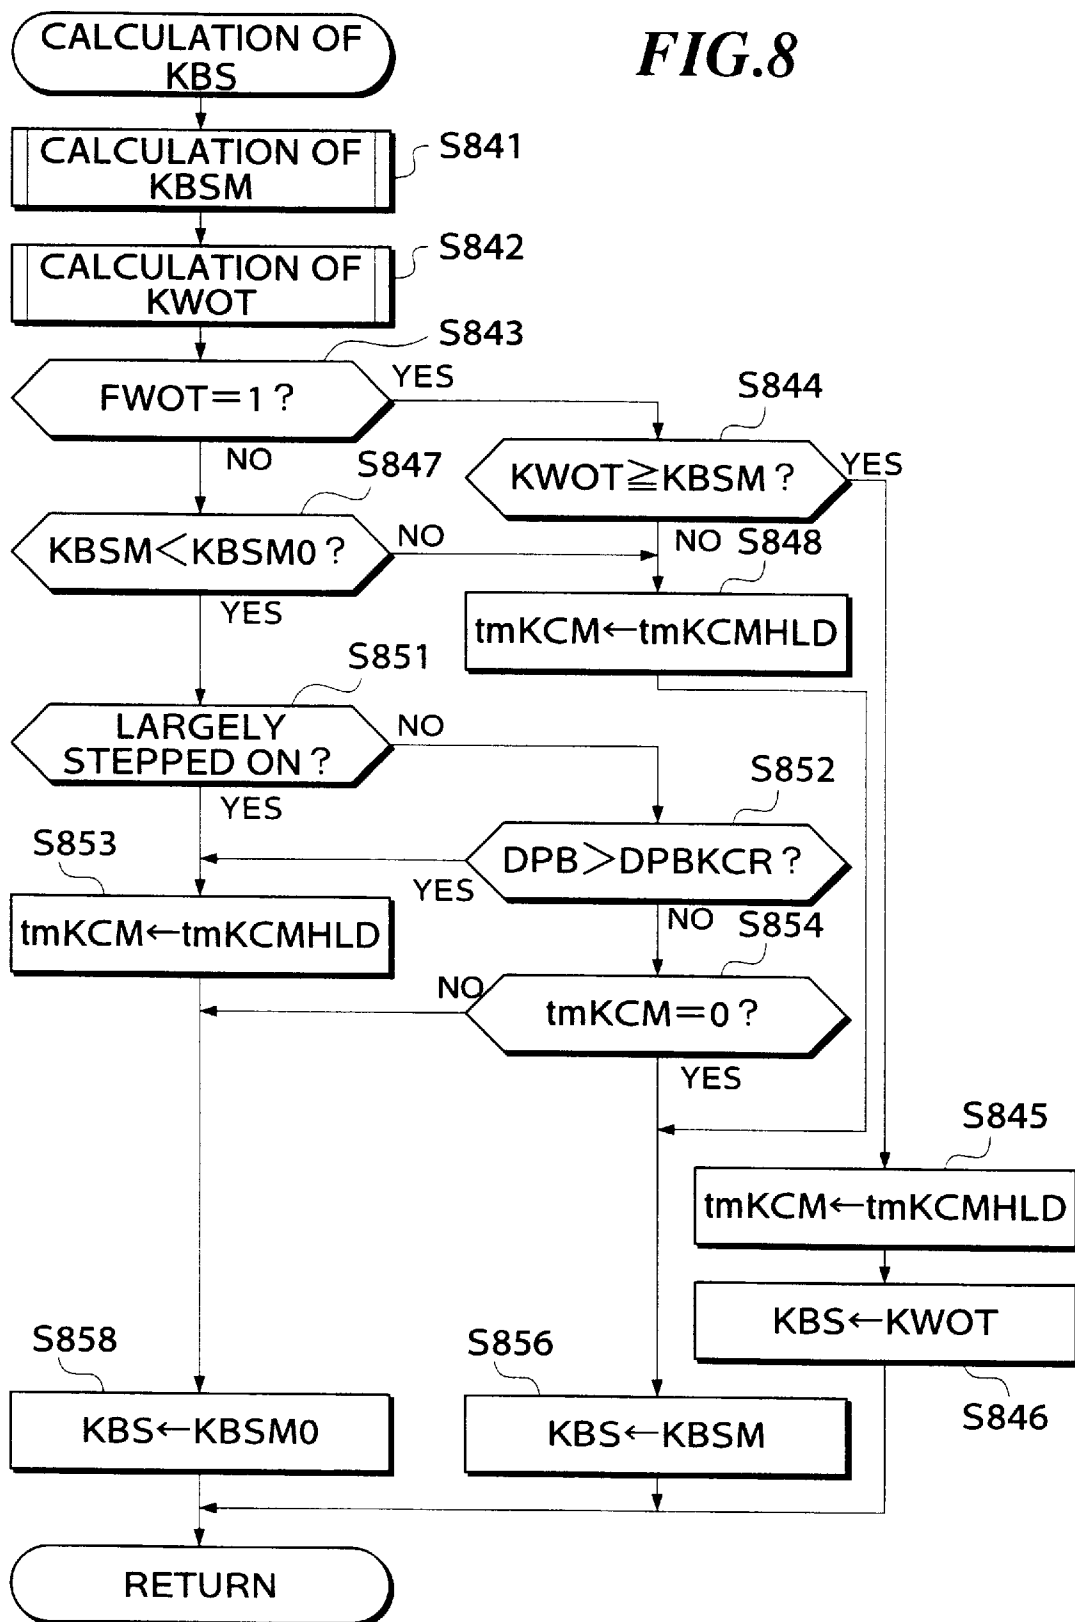 FIG.8
CALCULATION OF
KBS
CALCULATION OF
KBSM
S841
CALCULATION OF
KWOT
S842
S843
FWOT=1?
YES
NO
S844
KWOT≧KBSM?
YES
NO
S847
KBSM<KBSM0?
NO
YES
S848
tmKCM←tmKCMHLD
S851
LARGELY
STEPPED ON?
NO
YES
S852
DPB>DPBKCR?
YES
NO
S853
tmKCM←tmKCMHLD
S854
tmKCM=0?
NO
YES
S845
tmKCM←tmKCMHLD
KBS←KWOT
S846
S858
KBS←KBSM0
S856
KBS←KBSM
RETURN